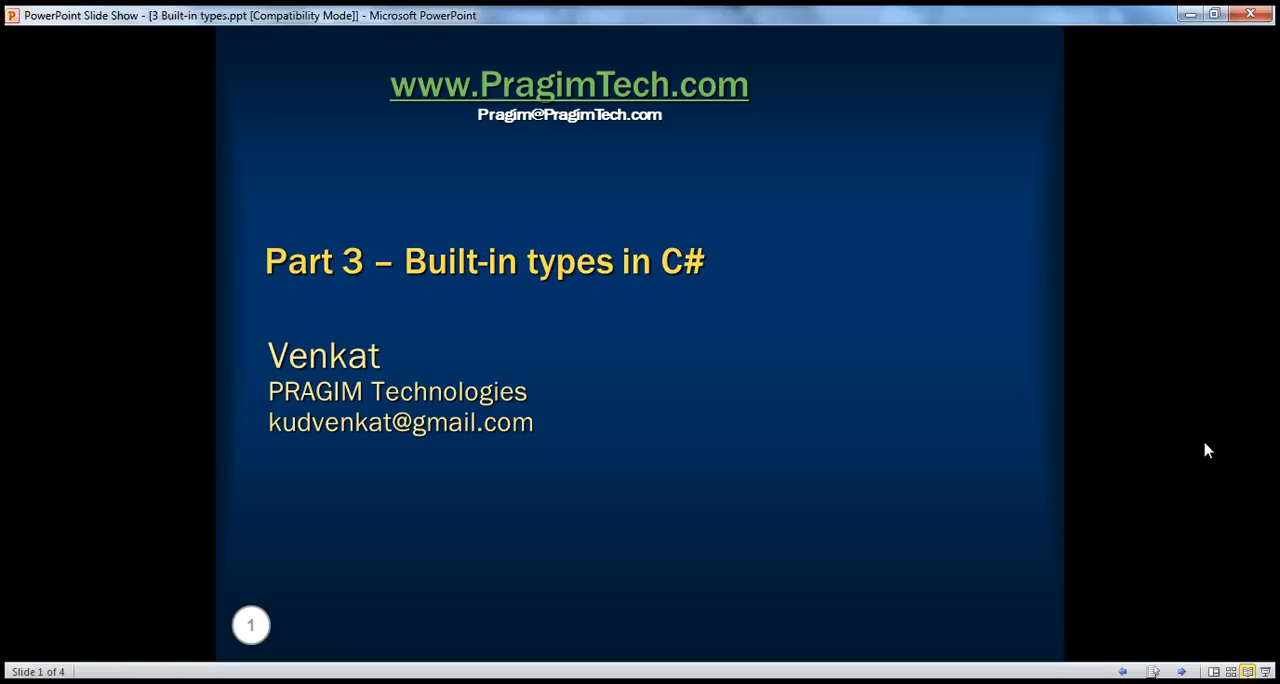 PowerPoint Slide Show - [3 Built-in types.ppt [Compatibility Mode]] - Microsoft PowerPoint
www.PragimTech.com
Pragim@PragimTech.com
Part 3 – Built-in types in C#
Venkat
PRAGIM Technologies
kudvenkat@gmail.com
1
Slide 1 of 4